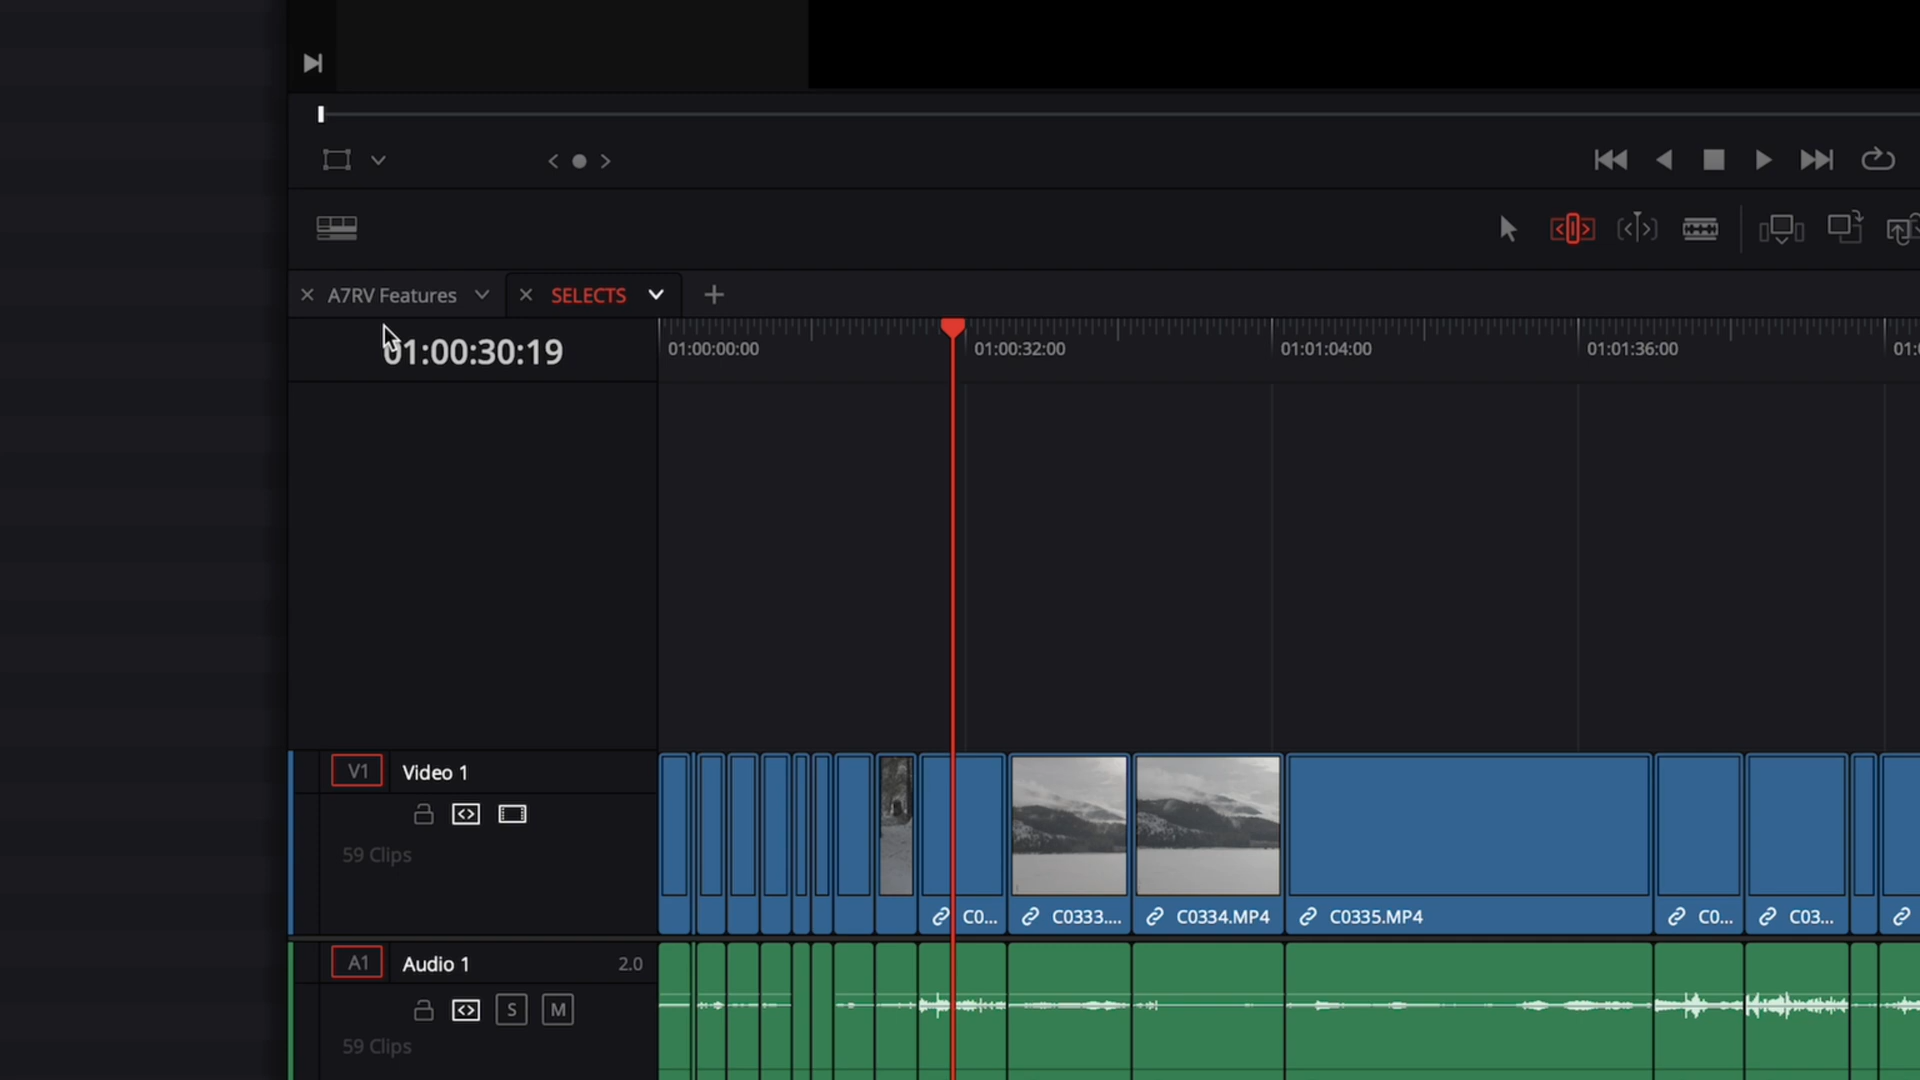 A7RV Features
SELECTS
01:00:30:19
01:00:00:00
01:00:32:00
01:01:04:00
01:01:36:00
V1
Video 1
59 Clips
C0...
C0333....
C0334.MP4
C0335.MP4
C0...
C03...
A1
Audio 1
2.0
S
M
59 Clips